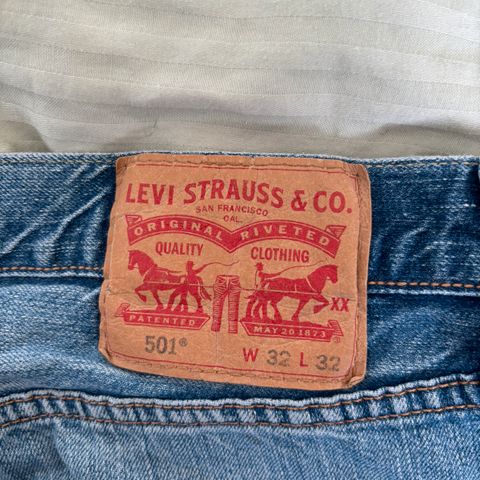 LEVI STRAUSS & CO.
SAN FRANCISCO
CAL.
ORIGINAL RIVETED
QUALITY CLOTHING
XX
PATENTED MAY 20 1873
501®
W 32 L 32